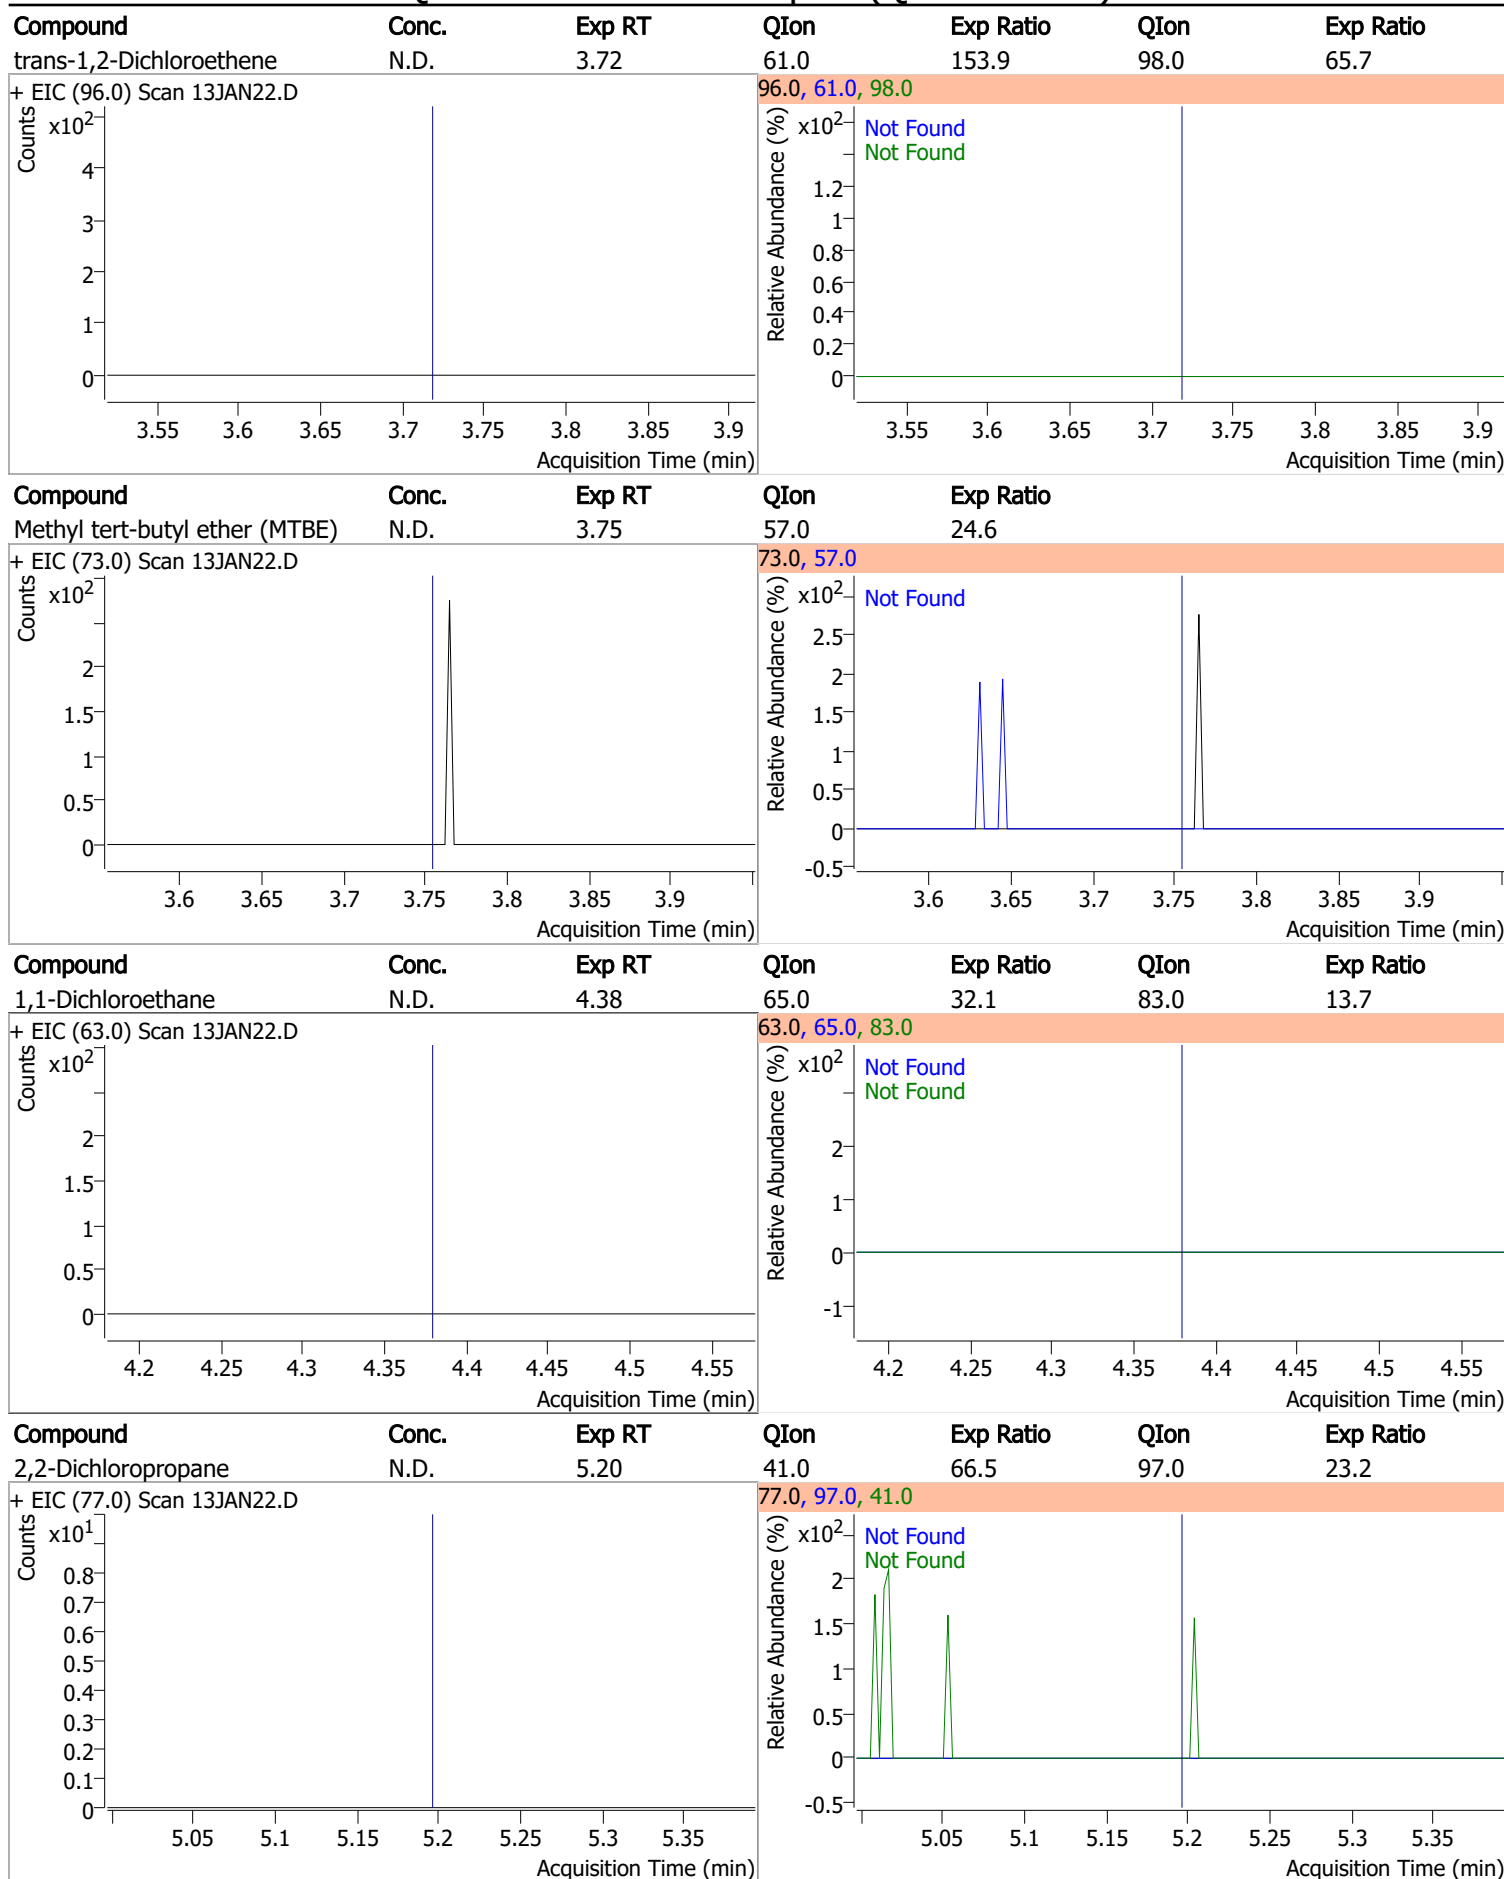 Compound Conc. Exp RT QIon Exp Ratio QIon Exp Ratio
trans-1,2-Dichloroethene N.D. 3.72 61.0 153.9 98.0 65.7
+ EIC (96.0) Scan 13JAN22.D
Counts
x10²
4
3
2
1
0
3.55 3.6 3.65 3.7 3.75 3.8 3.85 3.9
Acquisition Time (min)
96.0, 61.0, 98.0
Relative Abundance (%)
x10²
Not Found
Not Found
1.2
1
0.8
0.6
0.4
0.2
0
3.55 3.6 3.65 3.7 3.75 3.8 3.85 3.9
Acquisition Time (min)
Compound Conc. Exp RT QIon Exp Ratio
Methyl tert-butyl ether (MTBE) N.D. 3.75 57.0 24.6
+ EIC (73.0) Scan 13JAN22.D
Counts
x10²
2
1.5
1
0.5
0
3.6 3.65 3.7 3.75 3.8 3.85 3.9
Acquisition Time (min)
73.0, 57.0
Relative Abundance (%)
x10²
Not Found
2.5
2
1.5
1
0.5
0
-0.5
3.6 3.65 3.7 3.75 3.8 3.85 3.9
Acquisition Time (min)
Compound Conc. Exp RT QIon Exp Ratio QIon Exp Ratio
1,1-Dichloroethane N.D. 4.38 65.0 32.1 83.0 13.7
+ EIC (63.0) Scan 13JAN22.D
Counts
x10²
2
1.5
1
0.5
0
4.2 4.25 4.3 4.35 4.4 4.45 4.5 4.55
Acquisition Time (min)
63.0, 65.0, 83.0
Relative Abundance (%)
x10²
Not Found
Not Found
2
1
0
-1
4.2 4.25 4.3 4.35 4.4 4.45 4.5 4.55
Acquisition Time (min)
Compound Conc. Exp RT QIon Exp Ratio QIon Exp Ratio
2,2-Dichloropropane N.D. 5.20 41.0 66.5 97.0 23.2
+ EIC (77.0) Scan 13JAN22.D
Counts
x10¹
0.8
0.7
0.6
0.5
0.4
0.3
0.2
0.1
0
5.05 5.1 5.15 5.2 5.25 5.3 5.35
Acquisition Time (min)
77.0, 97.0, 41.0
Relative Abundance (%)
x10²
Not Found
Not Found
2
1.5
1
0.5
0
-0.5
5.05 5.1 5.15 5.2 5.25 5.3 5.35
Acquisition Time (min)